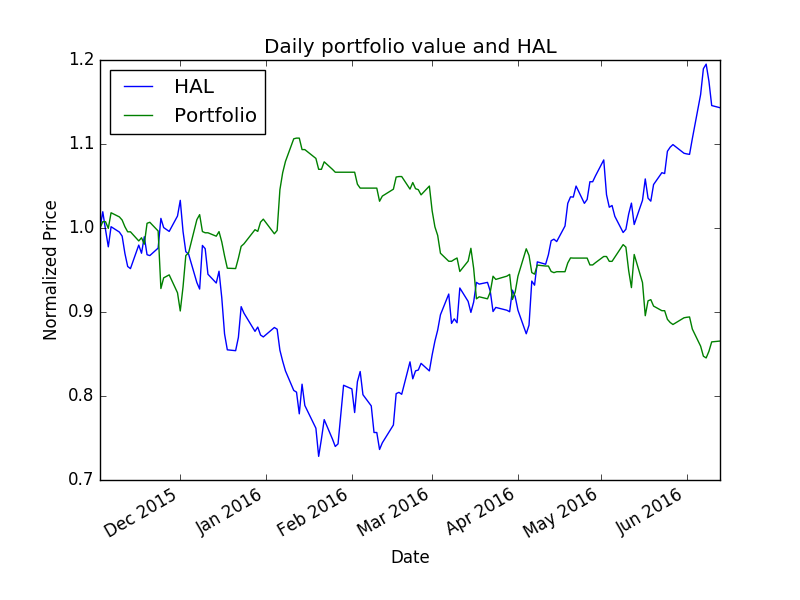 Daily portfolio value and HAL
HAL
Portfolio
1.2
1.1
1.0
0.9
0.8
0.7
Normalized Price
Dec 2015
Jan 2016
Feb 2016
Mar 2016
Apr 2016
May 2016
Jun 2016
Date